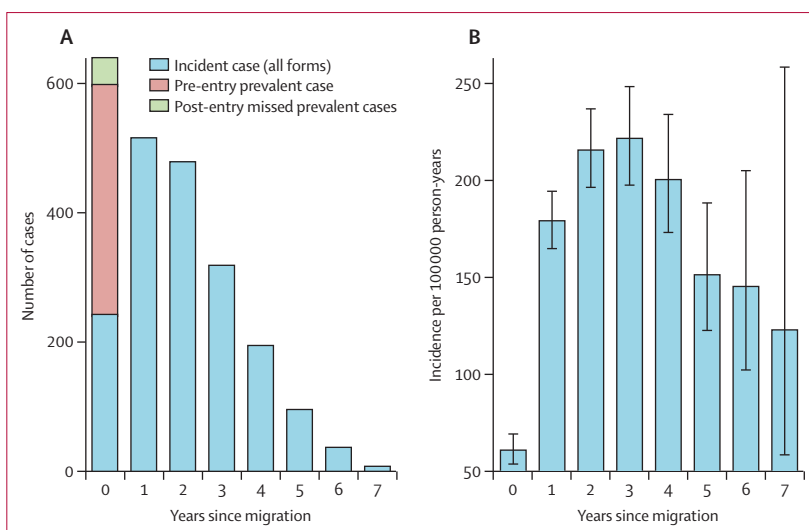 A
Incident case (all forms)
Pre-entry prevalent case
Post-entry missed prevalent cases
600
400
200
0
Number of cases
0 1 2 3 4 5 6 7
Years since migration
B
250
200
150
100
50
Incidence per 100 000 person-years
0 1 2 3 4 5 6 7
Years since migration